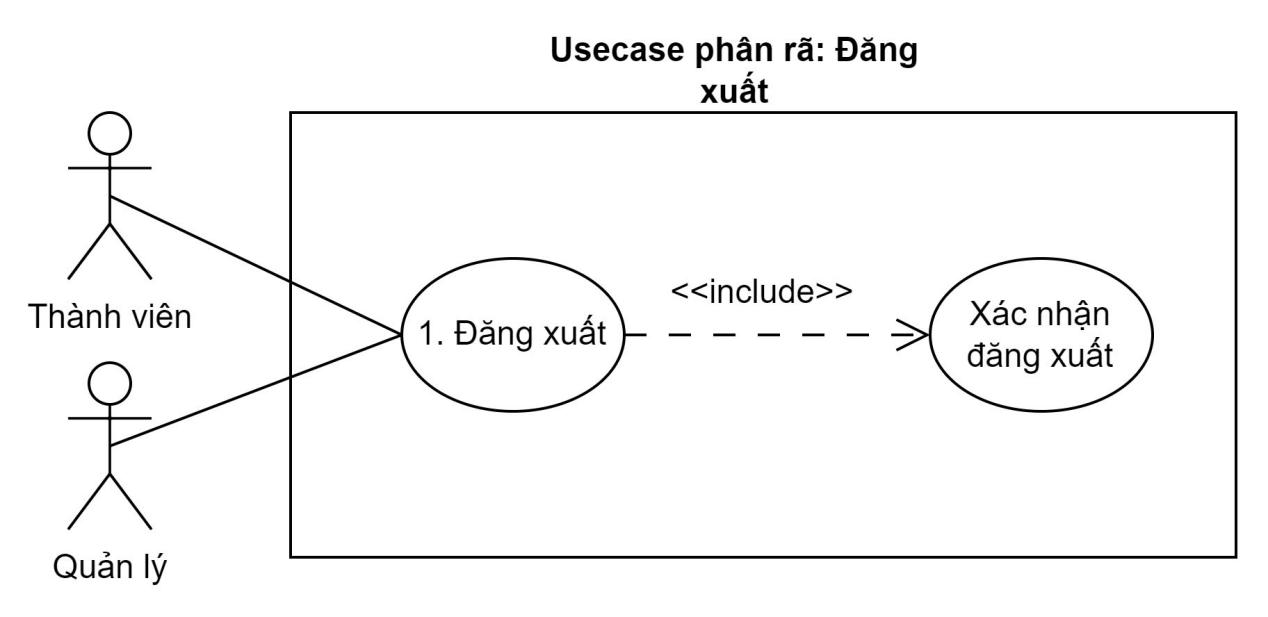 Usecase phân rã: Đăng
xuất
Thành viên
<<include>>
1. Đăng xuất
Xác nhận
đăng xuất
Quản lý